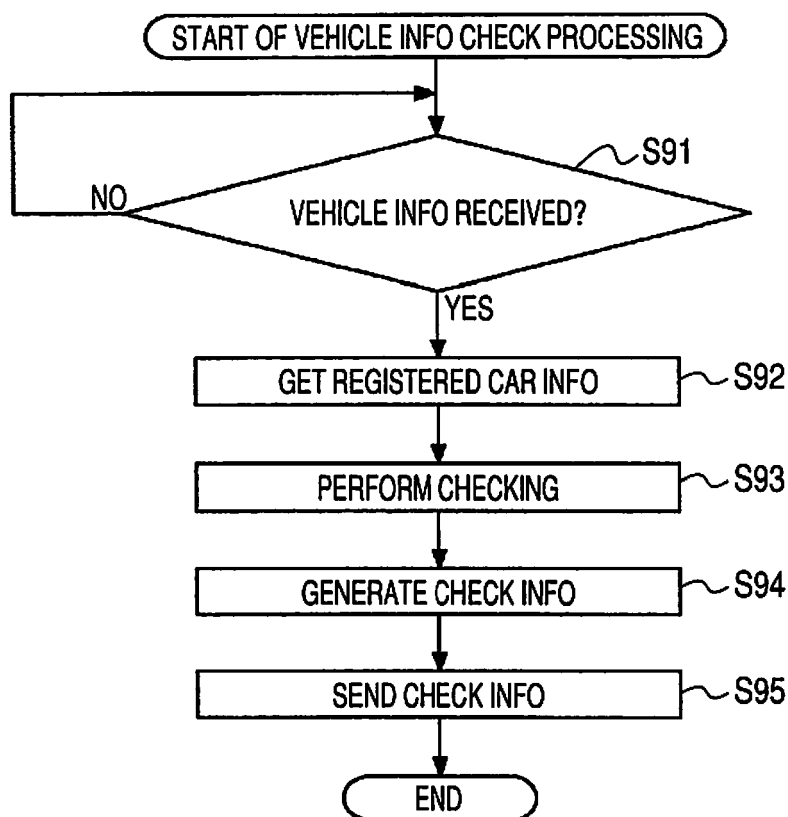 START OF VEHICLE INFO CHECK PROCESSING
S91
NO
VEHICLE INFO RECEIVED?
YES
GET REGISTERED CAR INFO
S92
PERFORM CHECKING
S93
GENERATE CHECK INFO
S94
SEND CHECK INFO
S95
END